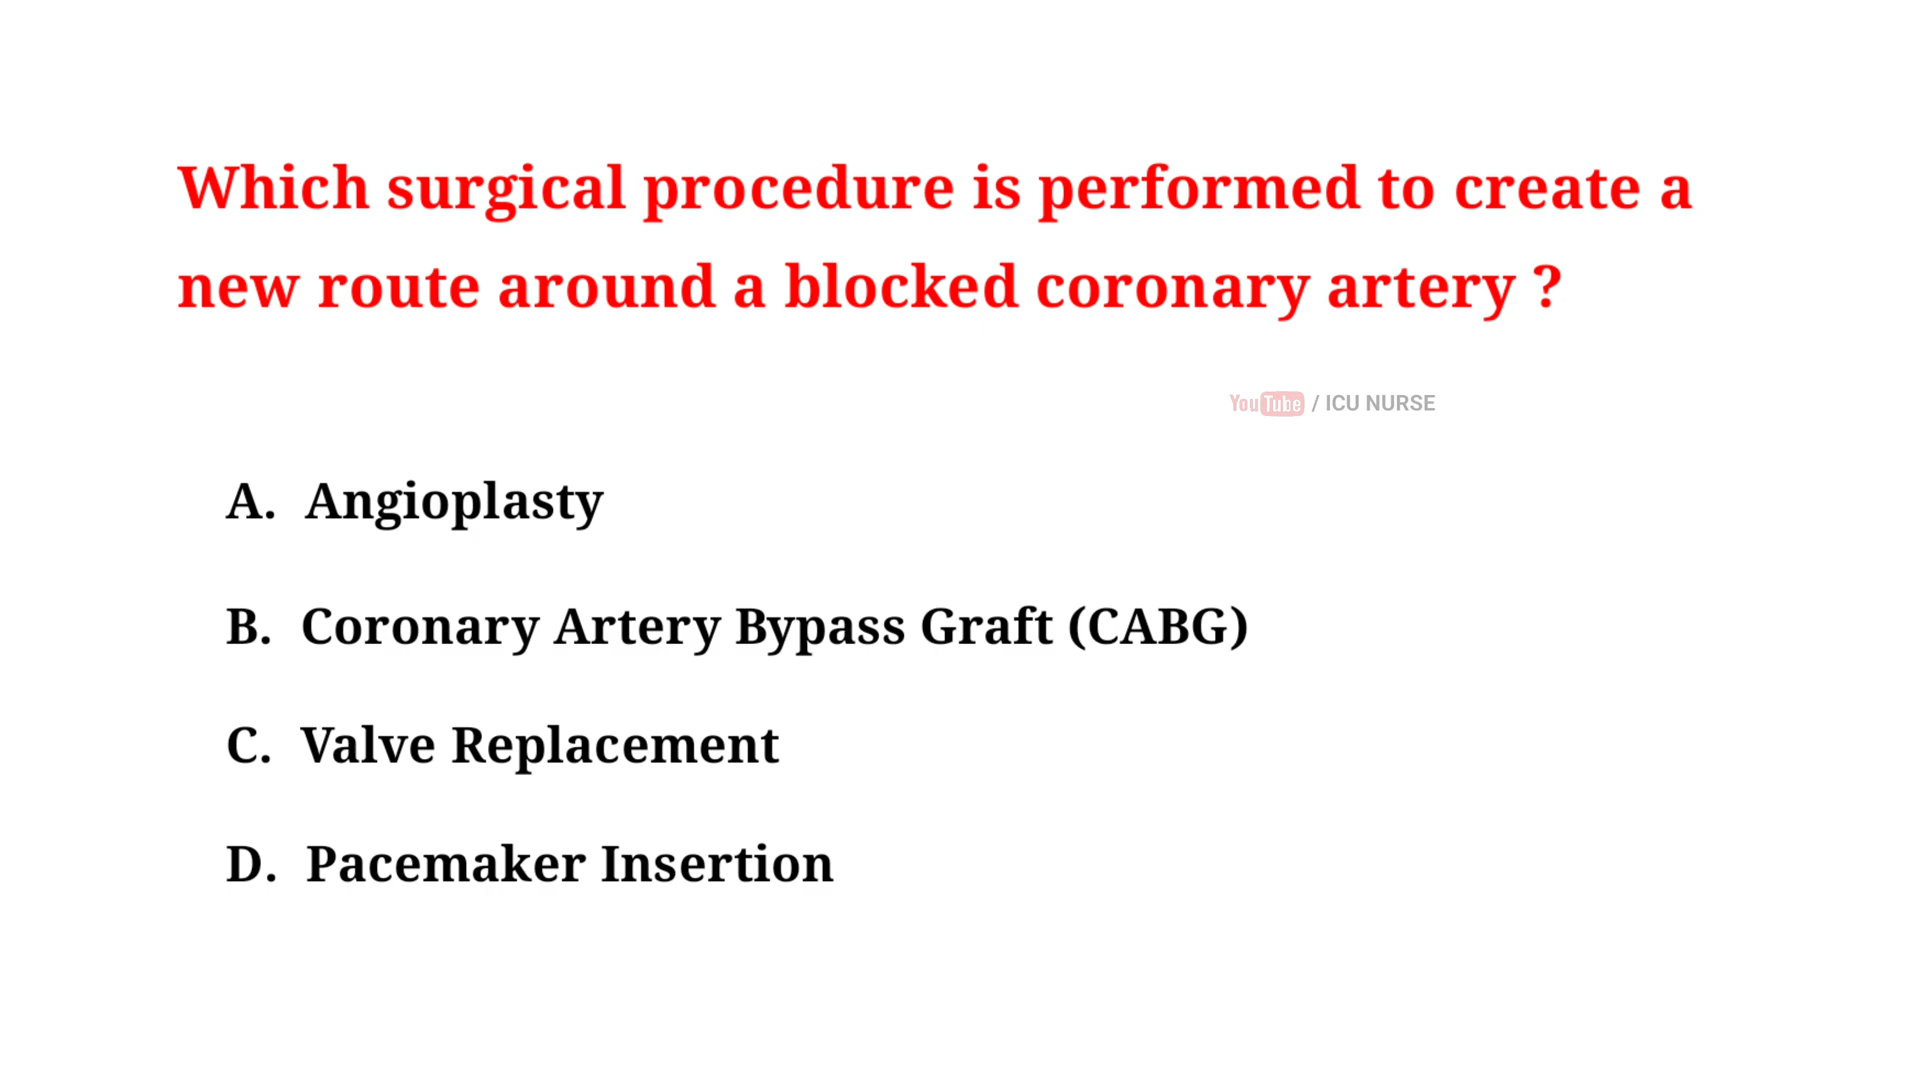 Which surgical procedure is performed to create a
new route around a blocked coronary artery ?
YouTube / ICU NURSE
A. Angioplasty
B. Coronary Artery Bypass Graft (CABG)
C. Valve Replacement
D. Pacemaker Insertion